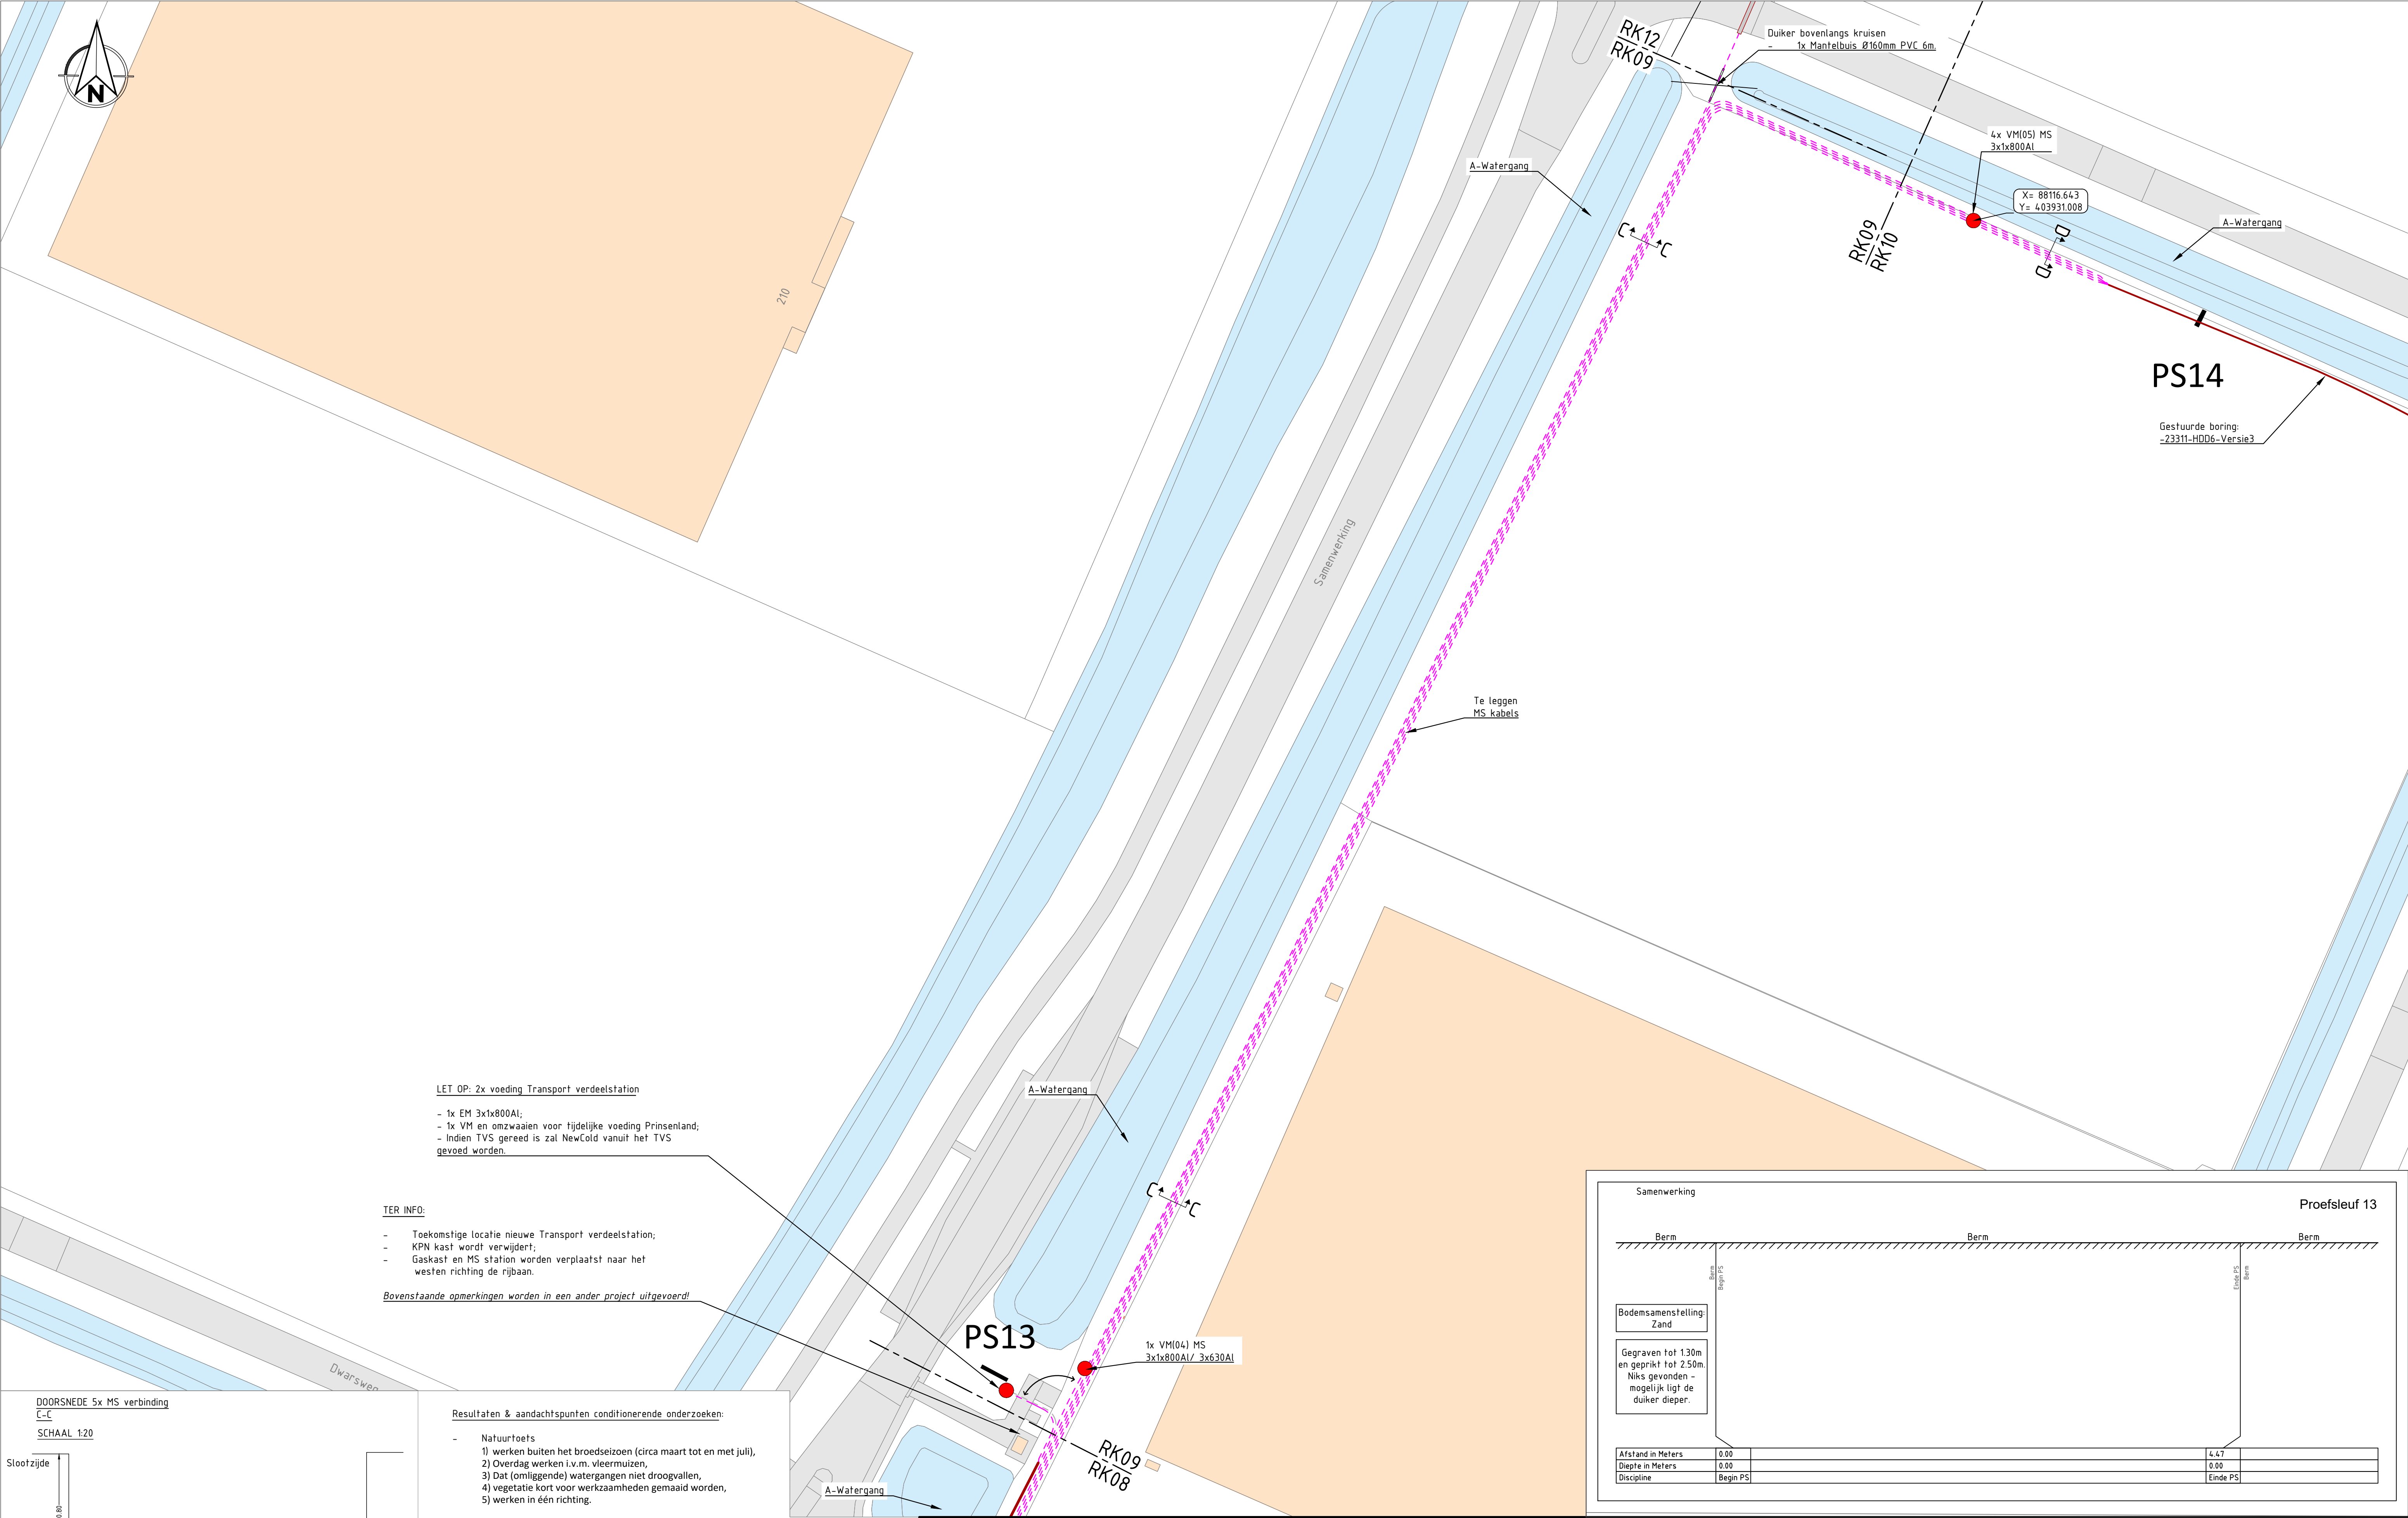 N
210
RK12
RK09
Duiker bovenlangs kruisen
- 1x Mantelbuis Ø160mm PVC 6m.
A-Watergang
4x VM(05) MS
3x1x800Al
X= 88116.643
Y= 403931.008
A-Watergang
C
C
D
D
RK09
RK10
PS14
Gestuurde boring:
-23311-HDD6-Versie3
Samenwerking
Te leggen
MS kabels
LET OP: 2x voeding Transport verdeelstation
- 1x EM 3x1x800Al;
- 1x VM en omzwaaien voor tijdelijke voeding Prinsenland;
- Indien TVS gereed is zal NewCold vanuit het TVS
gevoed worden.
A-Watergang
C
C
TER INFO:
- Toekomstige locatie nieuwe Transport verdeelstation;
- KPN kast wordt verwijdert;
- Gaskast en MS station worden verplaatst naar het
westen richting de rijbaan.
Bovenstaande opmerkingen worden in een ander project uitgevoerd!
PS13
1x VM(04) MS
3x1x800Al/ 3x630Al
RK09
RK08
A-Watergang
Dwarsweg
DOORSNEDE 5x MS verbinding
C-C
SCHAAL 1:20
Slootzijde
0.80
Resultaten & aandachtspunten conditionerende onderzoeken:
- Natuurtoets
1) werken buiten het broedseizoen (circa maart tot en met juli),
2) Overdag werken i.v.m. vleermuizen,
3) Dat (omliggende) watergangen niet droogvallen,
4) vegetatie kort voor werkzaamheden gemaaid worden,
5) werken in één richting.
Samenwerking
Proefsleuf 13
Berm Berm Berm
Berm
Begin PS
Einde PS
Berm
Bodemsamenstelling:
Zand
Gegraven tot 1.30m
en geprikt tot 2.50m.
Niks gevonden -
mogelijk ligt de
duiker dieper.
Afstand in Meters 0.00 4.47
Diepte in Meters 0.00 0.00
Discipline Begin PS Einde PS